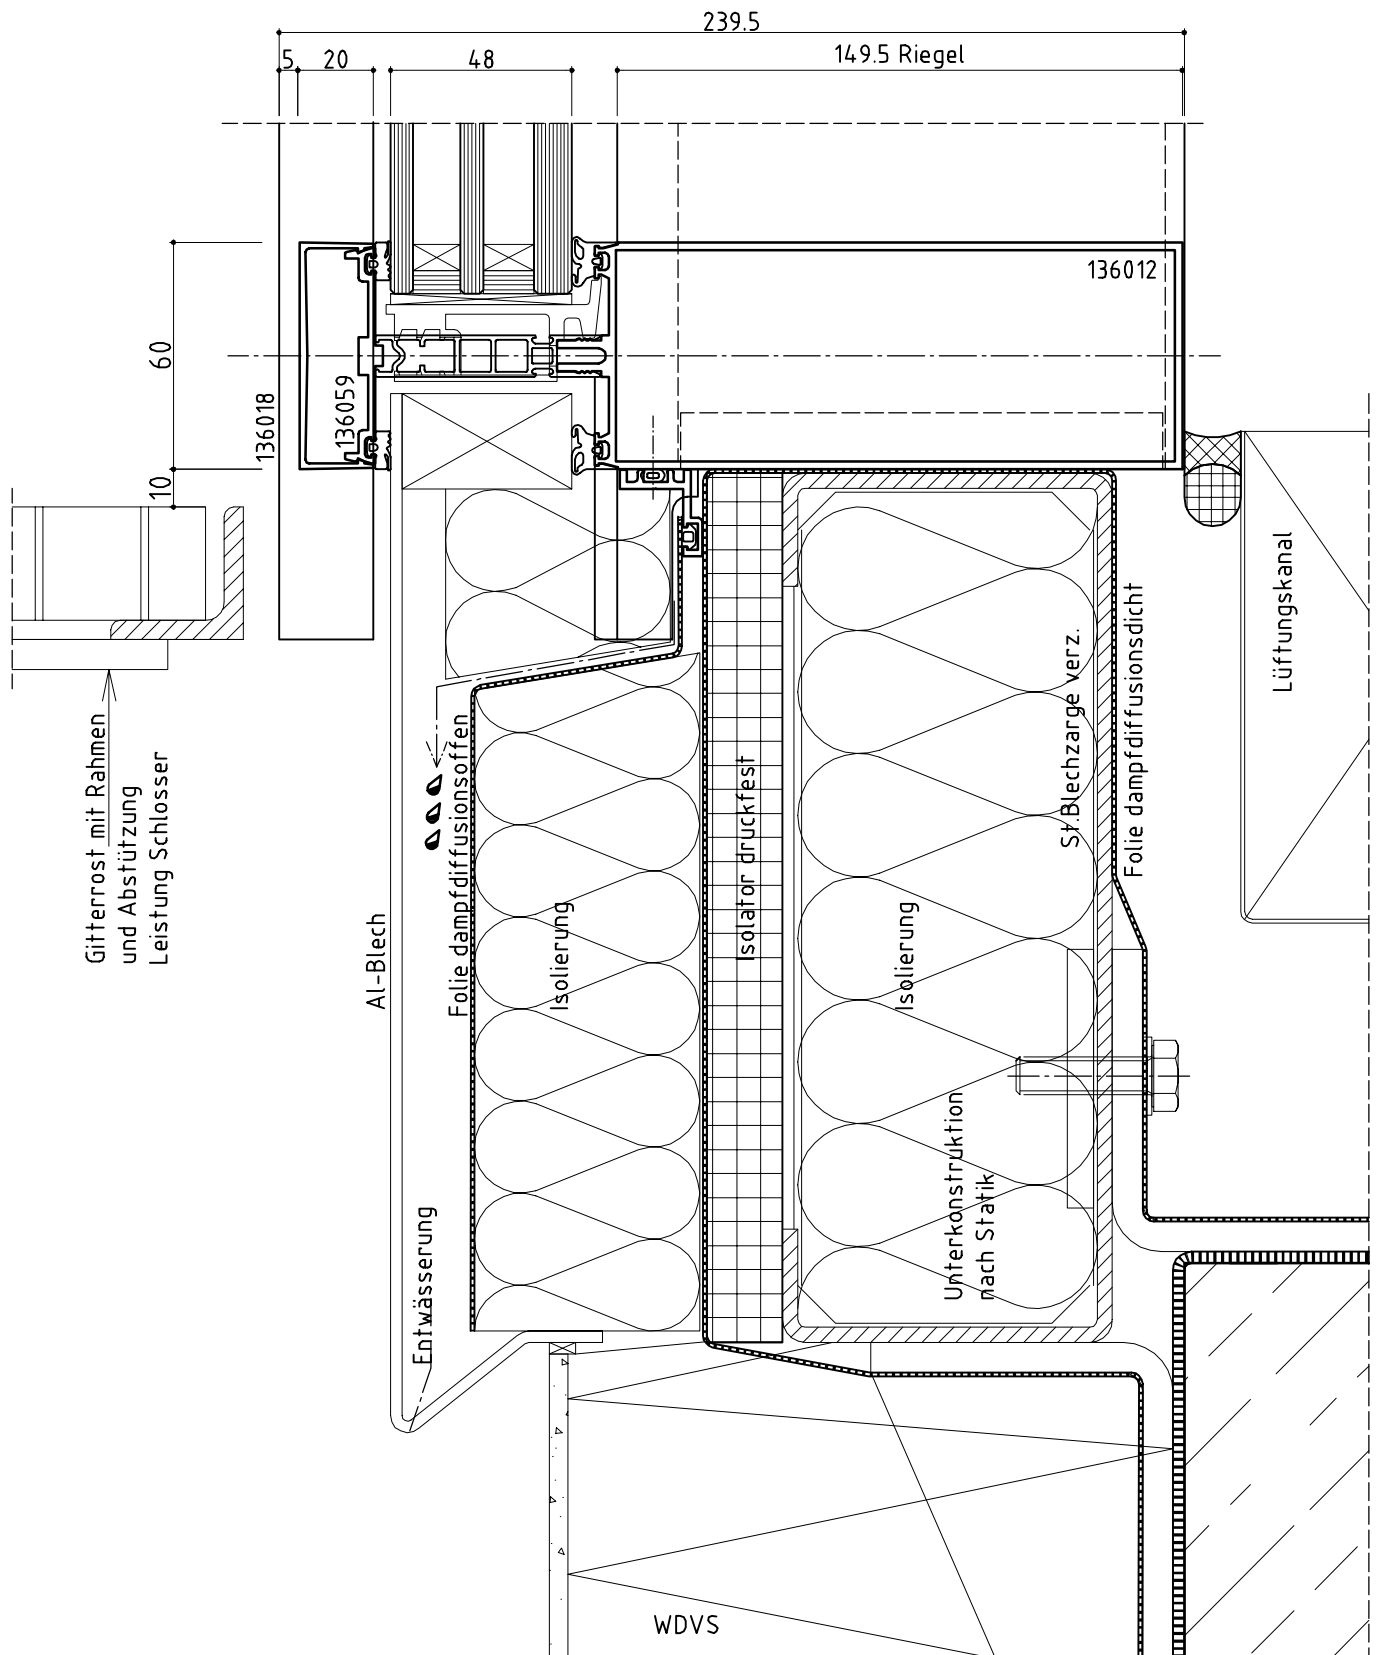 239.5
5
20
48
149.5 Riegel
136012
60
136018
136059
10
Lüftungskanal
Gitterrost mit Rahmen
und Abstützung
Leistung Schlosser
Al-Blech
Folie dampfdiffusionsoffen
Isolierung
Isolator druckfest
Isolierung
St.Blechzarge verz.
Folie dampfdiffusionsdicht
Unterkonstruktion
nach Statik
Entwässerung
WDVS